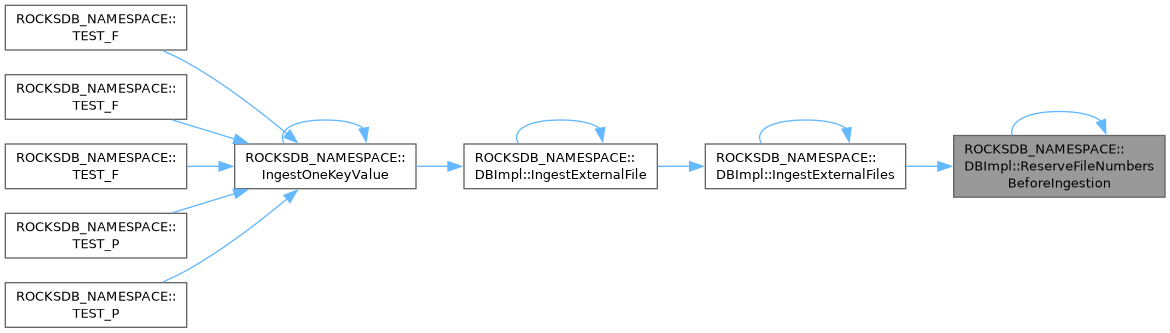 ROCKSDB_NAMESPACE::
TEST_F
ROCKSDB_NAMESPACE::
TEST_F
ROCKSDB_NAMESPACE::
TEST_F
ROCKSDB_NAMESPACE::
TEST_P
ROCKSDB_NAMESPACE::
TEST_P
ROCKSDB_NAMESPACE::
IngestOneKeyValue
ROCKSDB_NAMESPACE::
DBImpl::IngestExternalFile
ROCKSDB_NAMESPACE::
DBImpl::IngestExternalFiles
ROCKSDB_NAMESPACE::
DBImpl::ReserveFileNumbers
BeforeIngestion